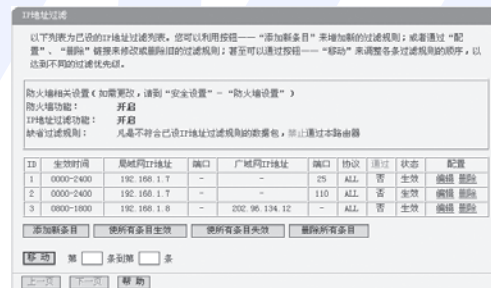 IP地址过滤
以下列表为已设的IP地址过滤列表。您可以利用按钮——“添加新条目”来增加新的过滤规则；或者通过“配
置”、“删除”链接来修改或删除旧的过滤规则；甚至可以通过按钮——“移动”来调整各条过滤规则的顺序，以
达到不同的过滤优先级。
防火墙相关设置（如需更改，请到“安全设置”-“防火墙设置”）
防火墙功能： 开启
IP地址过滤功能： 开启
缺省过滤规则： 凡是不符合已设IP地址过滤规则的数据包，禁止通过本路由器
ID 生效时间 局域网IP地址 端口 广域网IP地址 端口 协议 通过 状态 配置
1 0000-2400 192.168.1.7 - - 25 ALL 否 生效 编辑 删除
2 0000-2400 192.168.1.7 - - 110 ALL 否 生效 编辑 删除
3 0800-1800 192.168.1.8 - 202.96.134.12 - ALL 否 生效 编辑 删除
添加新条目 使所有条目生效 使所有条目失效 删除所有条目
移动 第 条到第 条
上一页 下一页 帮助